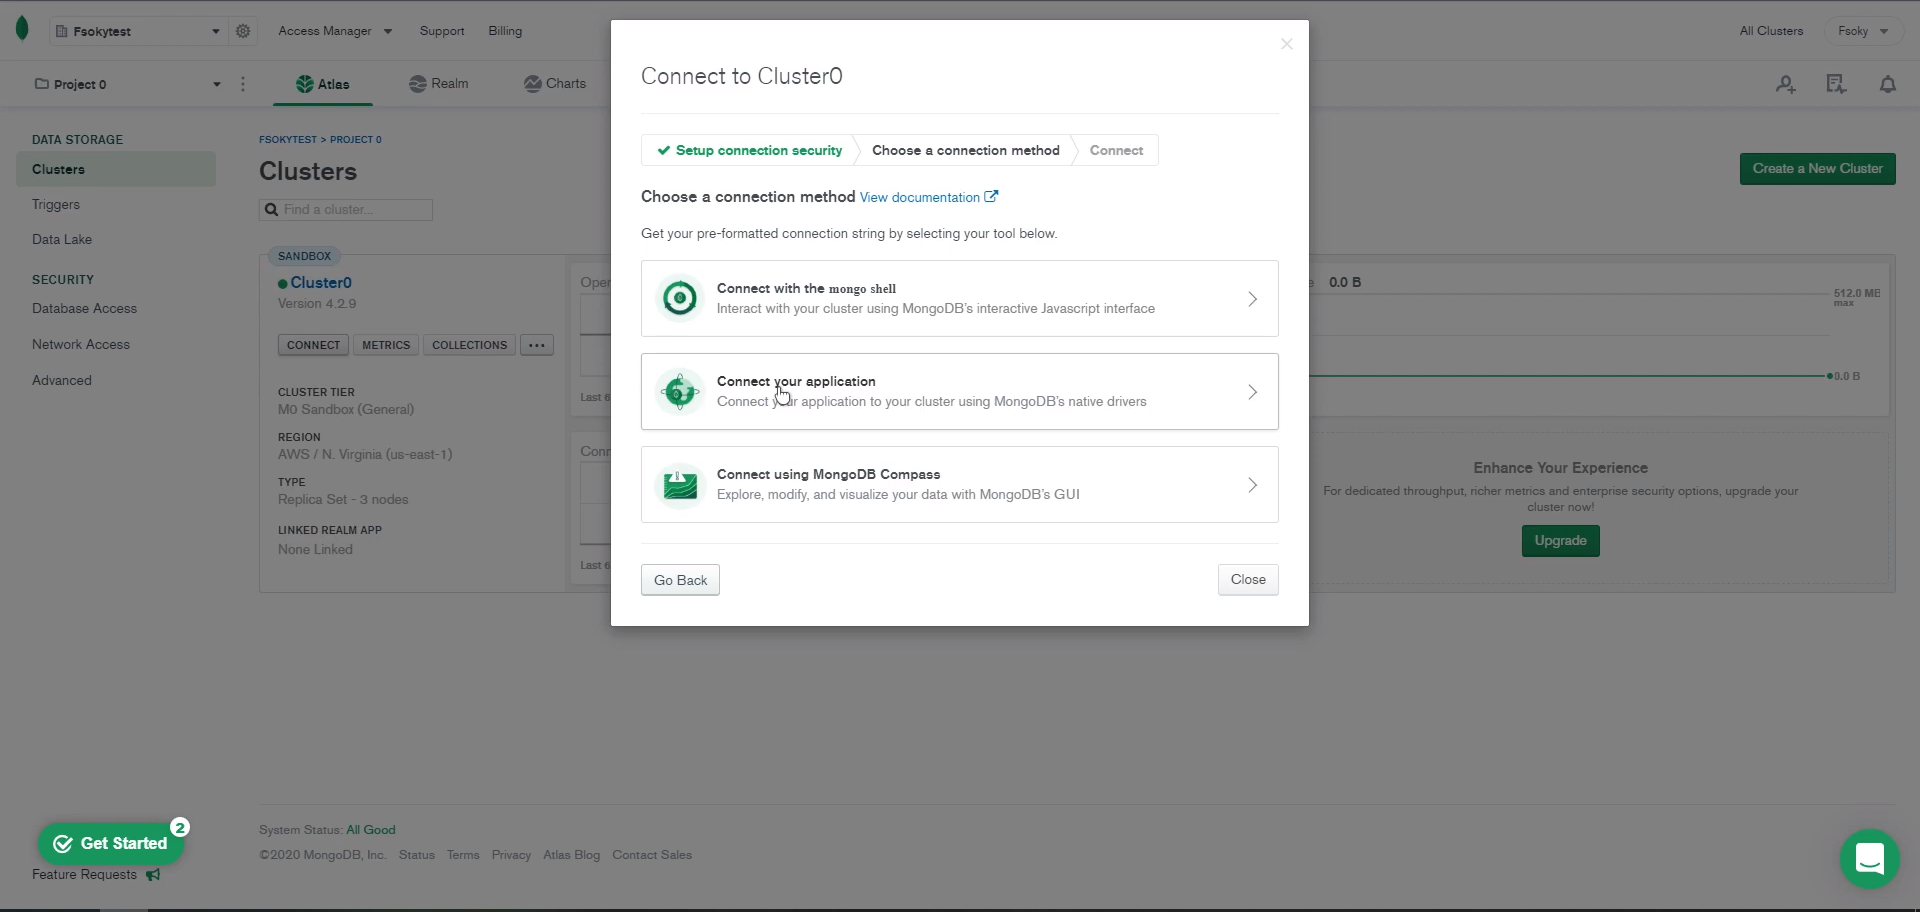 Fsokytest
Access Manager
Support
Billing
All Clusters
Fsoky
Project 0
Atlas
Realm
Charts
DATA STORAGE
Clusters
Triggers
Data Lake
SECURITY
Database Access
Network Access
Advanced
FSOKYTEST > PROJECT 0
Clusters
Find a cluster...
Create a New Cluster
SANDBOX
Cluster0
Version 4.2.9
CONNECT
METRICS
COLLECTIONS
CLUSTER TIER
M0 Sandbox (General)
REGION
AWS / N. Virginia (us-east-1)
TYPE
Replica Set - 3 nodes
LINKED REALM APP
None Linked
Connect to Cluster0
Setup connection security
Choose a connection method
Connect
Choose a connection method View documentation
Get your pre-formatted connection string by selecting your tool below.
Connect with the mongo shell
Interact with your cluster using MongoDB's interactive Javascript interface
Connect your application
Connect your application to your cluster using MongoDB's native drivers
Connect using MongoDB Compass
Explore, modify, and visualize your data with MongoDB's GUI
Go Back
Close
0.0 B
512.0 MB
max
0.0 B
Enhance Your Experience
For dedicated throughput, richer metrics and enterprise security options, upgrade your
cluster now!
Upgrade
System Status: All Good
©2020 MongoDB, Inc. Status Terms Privacy Atlas Blog Contact Sales
Get Started
2
Feature Requests